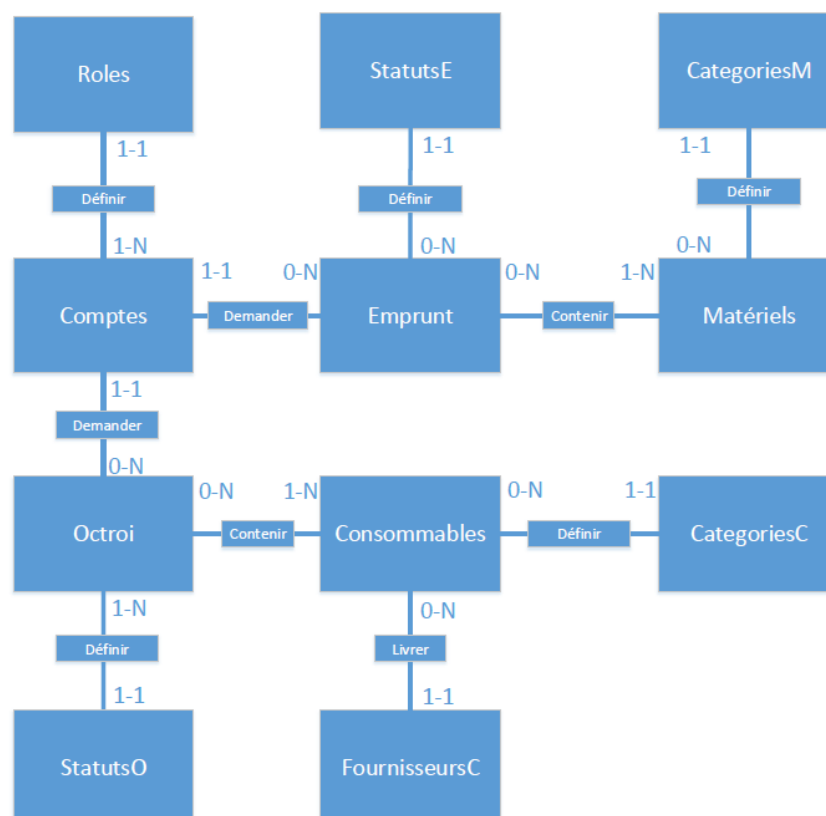 Roles
StatutsE
CategoriesM
1-1
1-1
1-1
Définir
Définir
Définir
1-N
0-N
0-N
1-1
0-N
0-N
1-N
Comptes
Demander
Emprunt
Contenir
Matériels
1-1
Demander
0-N
0-N
1-N
0-N
1-1
Octroi
Contenir
Consommables
Définir
CategoriesC
1-N
0-N
Définir
Livrer
1-1
1-1
StatutsO
FournisseursC